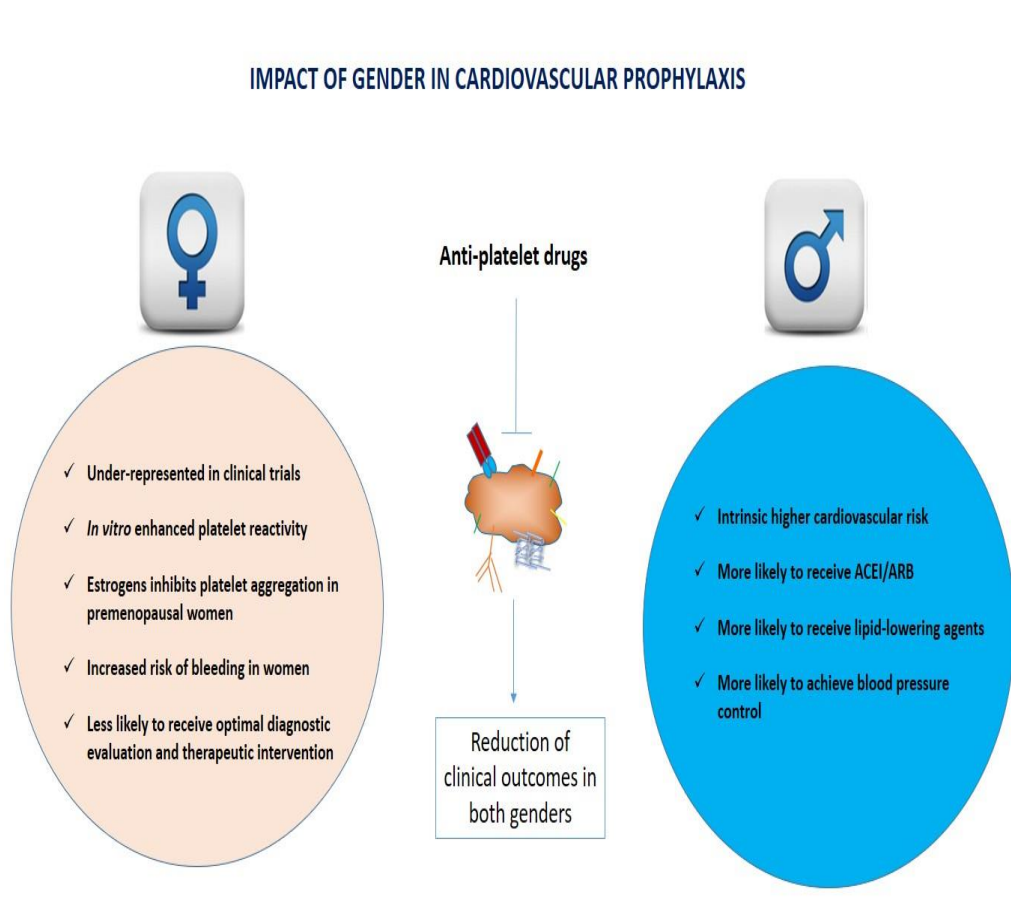 IMPACT OF GENDER IN CARDIOVASCULAR PROPHYLAXIS
✓ Under-represented in clinical trials
✓ In vitro enhanced platelet reactivity
✓ Estrogens inhibits platelet aggregation in
premenopausal women
✓ Increased risk of bleeding in women
✓ Less likely to receive optimal diagnostic
evaluation and therapeutic intervention
Anti-platelet drugs
Reduction of
clinical outcomes in
both genders
✓ Intrinsic higher cardiovascular risk
✓ More likely to receive ACEI/ARB
✓ More likely to receive lipid-lowering agents
✓ More likely to achieve blood pressure
control